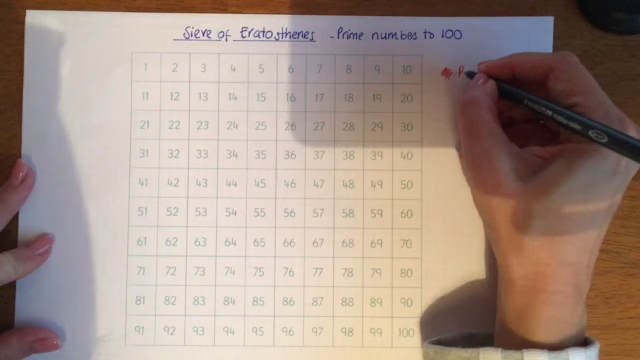 Sieve of Eratosthenes - Prime numbes to 100
1 2 3 4 5 6 7 8 9 10
11 12 13 14 15 16 17 18 19 20
21 22 23 24 25 26 27 28 29 30
31 32 33 34 35 36 37 38 39 40
41 42 43 44 45 46 47 48 49 50
51 52 53 54 55 56 57 58 59 60
61 62 63 64 65 66 67 68 69 70
71 72 73 74 75 76 77 78 79 80
81 82 83 84 85 86 87 88 89 90
91 92 93 94 95 96 97 98 99 100